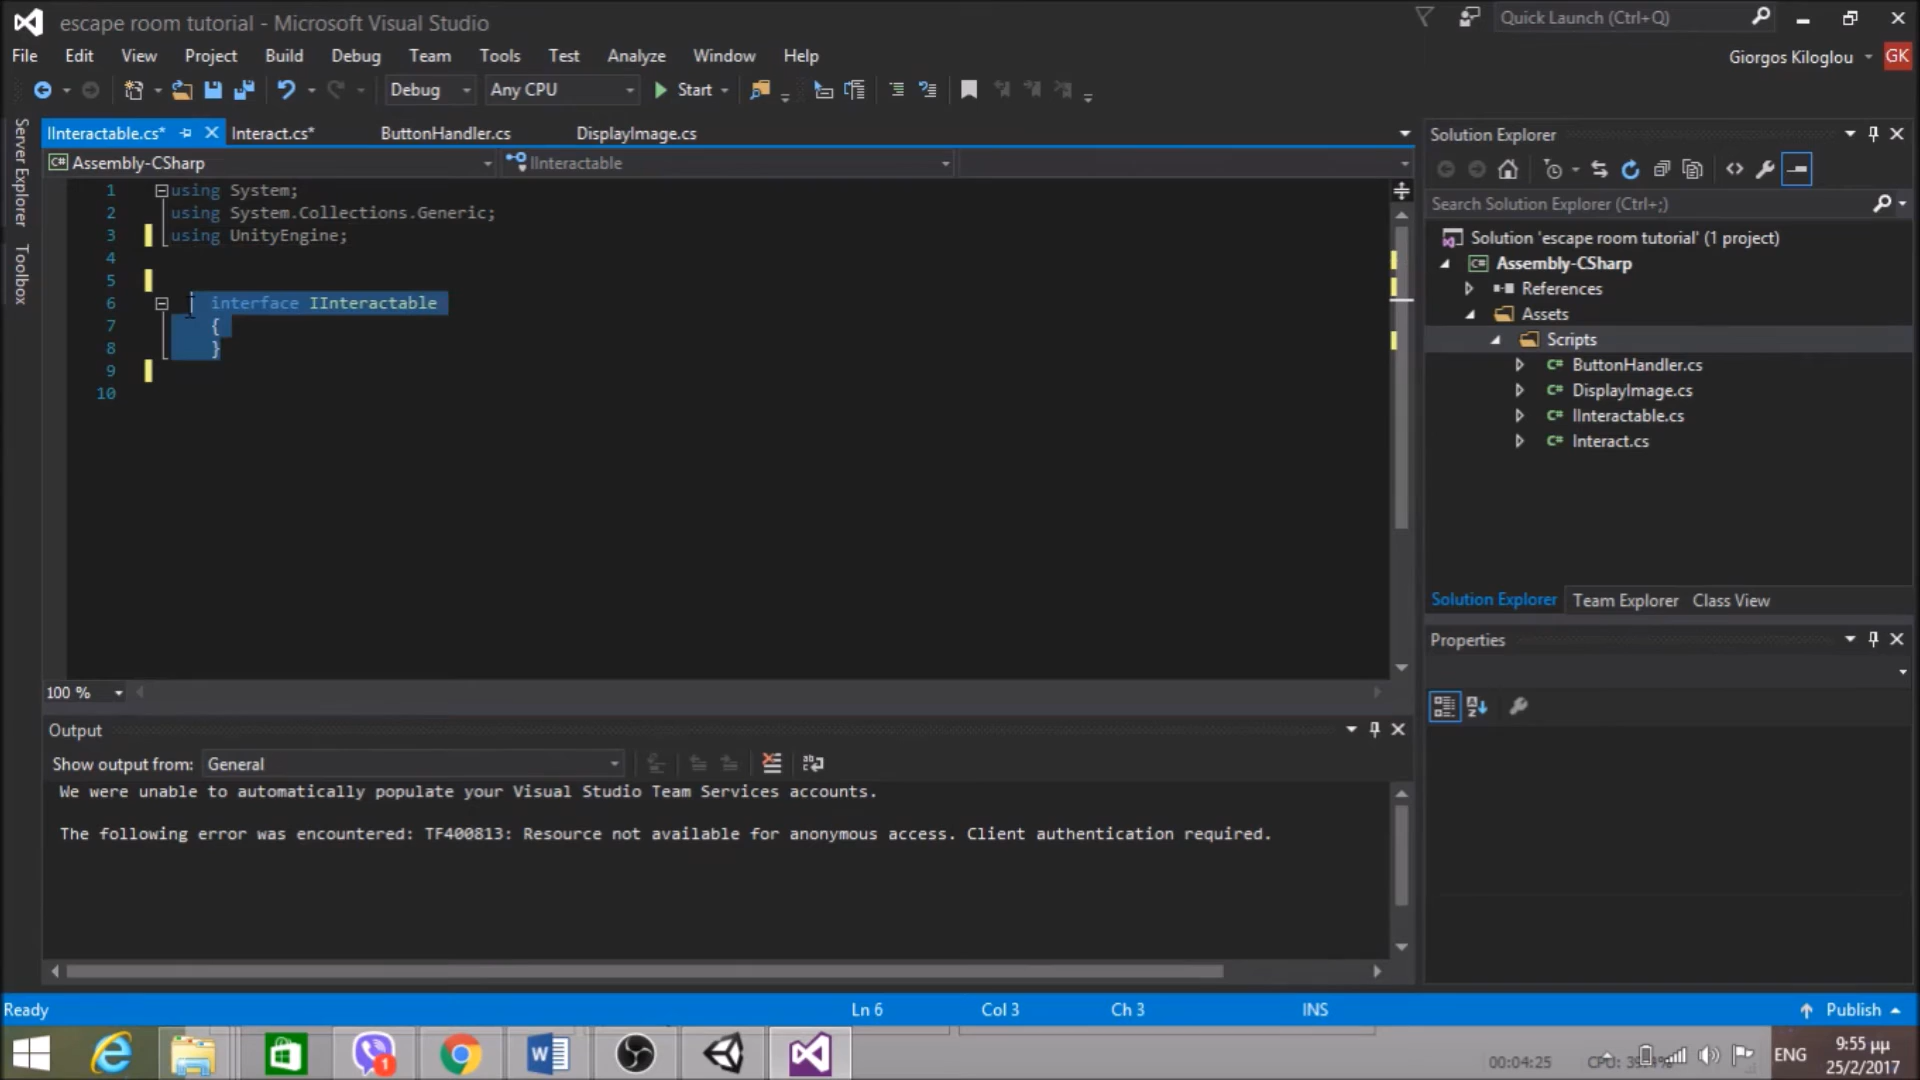 escape room tutorial - Microsoft Visual Studio
Quick Launch (Ctrl+Q)
File Edit View Project Build Debug Team Tools Test Analyze Window Help
Giorgos Kiloglou GK
Debug Any CPU Start
Server Explorer
Toolbox
IInteractable.cs* Interact.cs* ButtonHandler.cs DisplayImage.cs
C# Assembly-CSharp IInteractable
1 using System;
2 using System.Collections.Generic;
3 using UnityEngine;
4
5
6 interface IInteractable
7 {
8 }
9
10
100 %
Solution Explorer
Search Solution Explorer (Ctrl+;)
Solution 'escape room tutorial' (1 project)
C# Assembly-CSharp
References
Assets
Scripts
C# ButtonHandler.cs
C# DisplayImage.cs
C# IInteractable.cs
C# Interact.cs
Solution Explorer Team Explorer Class View
Properties
Output
Show output from: General
We were unable to automatically populate your Visual Studio Team Services accounts.
The following error was encountered: TF400813: Resource not available for anonymous access. Client authentication required.
Ready Ln 6 Col 3 Ch 3 INS Publish
1
W
00:04:25
CPU:
ENG
9:55 μμ
25/2/2017